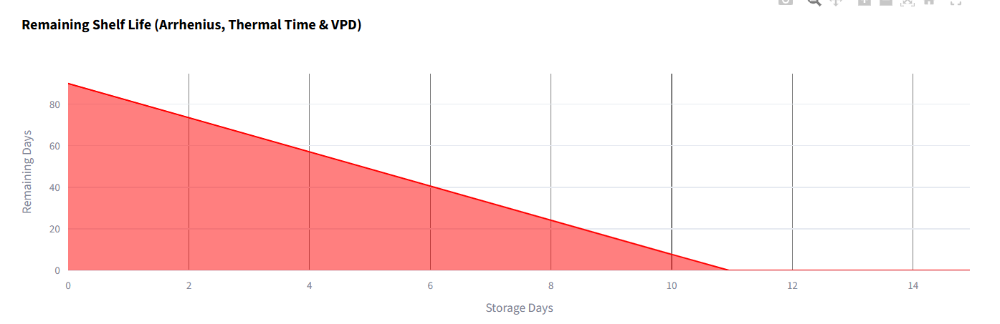 Remaining Shelf Life (Arrhenius, Thermal Time & VPD)
80
60
40
20
0
Remaining Days
0 2 4 6 8 10 12 14
Storage Days